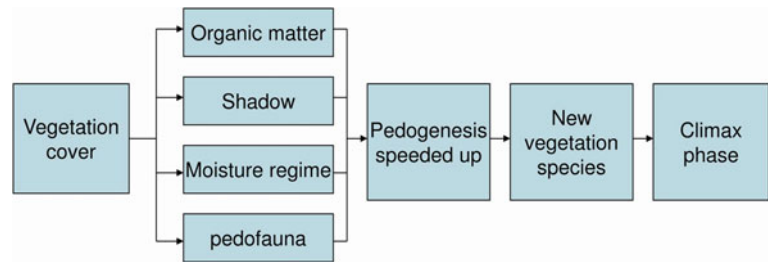 Vegetation
cover
Organic matter
Shadow
Moisture regime
pedofauna
Pedogenesis
speeded up
New
vegetation
species
Climax
phase